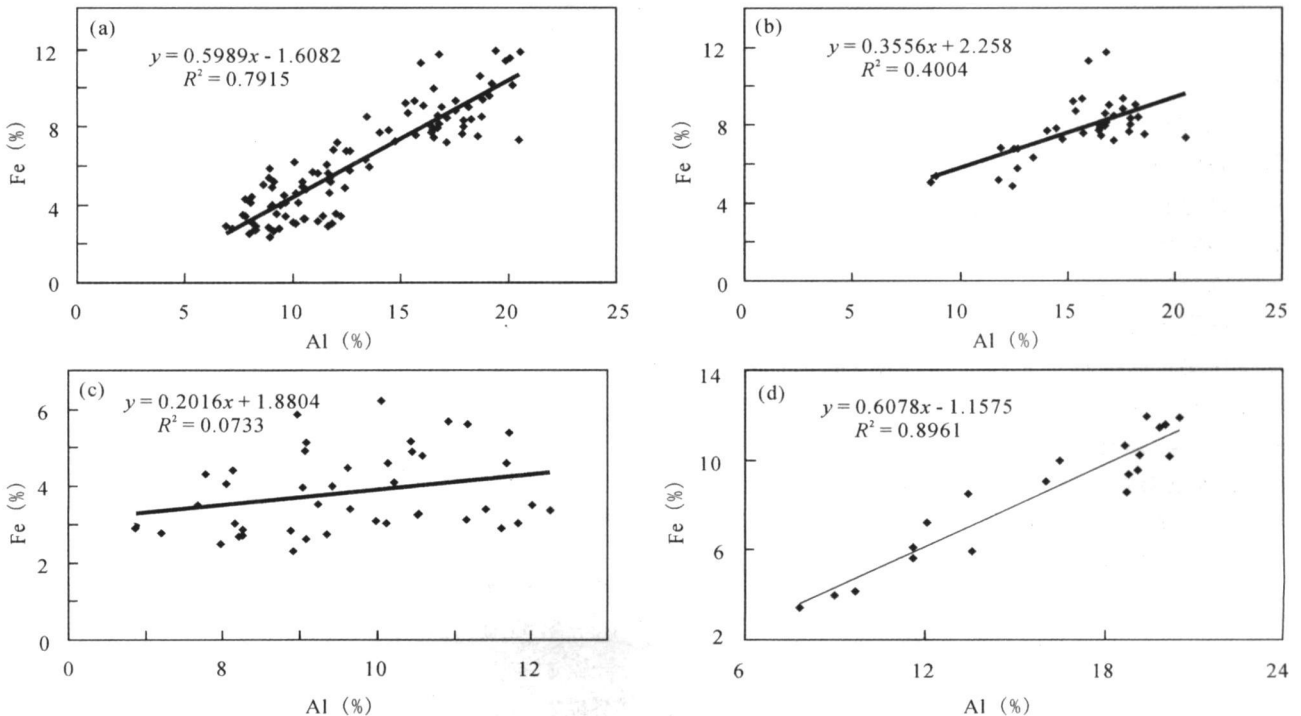 (a)
y = 0.5989x - 1.6082
R² = 0.7915
12
8
4
0
0 5 10 15 20 25
Fe (%)
Al (%)
(b)
y = 0.3556x + 2.258
R² = 0.4004
12
8
4
0
0 5 10 15 20 25
Fe (%)
Al (%)
(c)
y = 0.2016x + 1.8804
R² = 0.0733
6
4
2
0
0 8 10 12
Fe (%)
Al (%)
(d)
y = 0.6078x - 1.1575
R² = 0.8961
14
10
6
2
6 12 18 24
Fe (%)
Al (%)